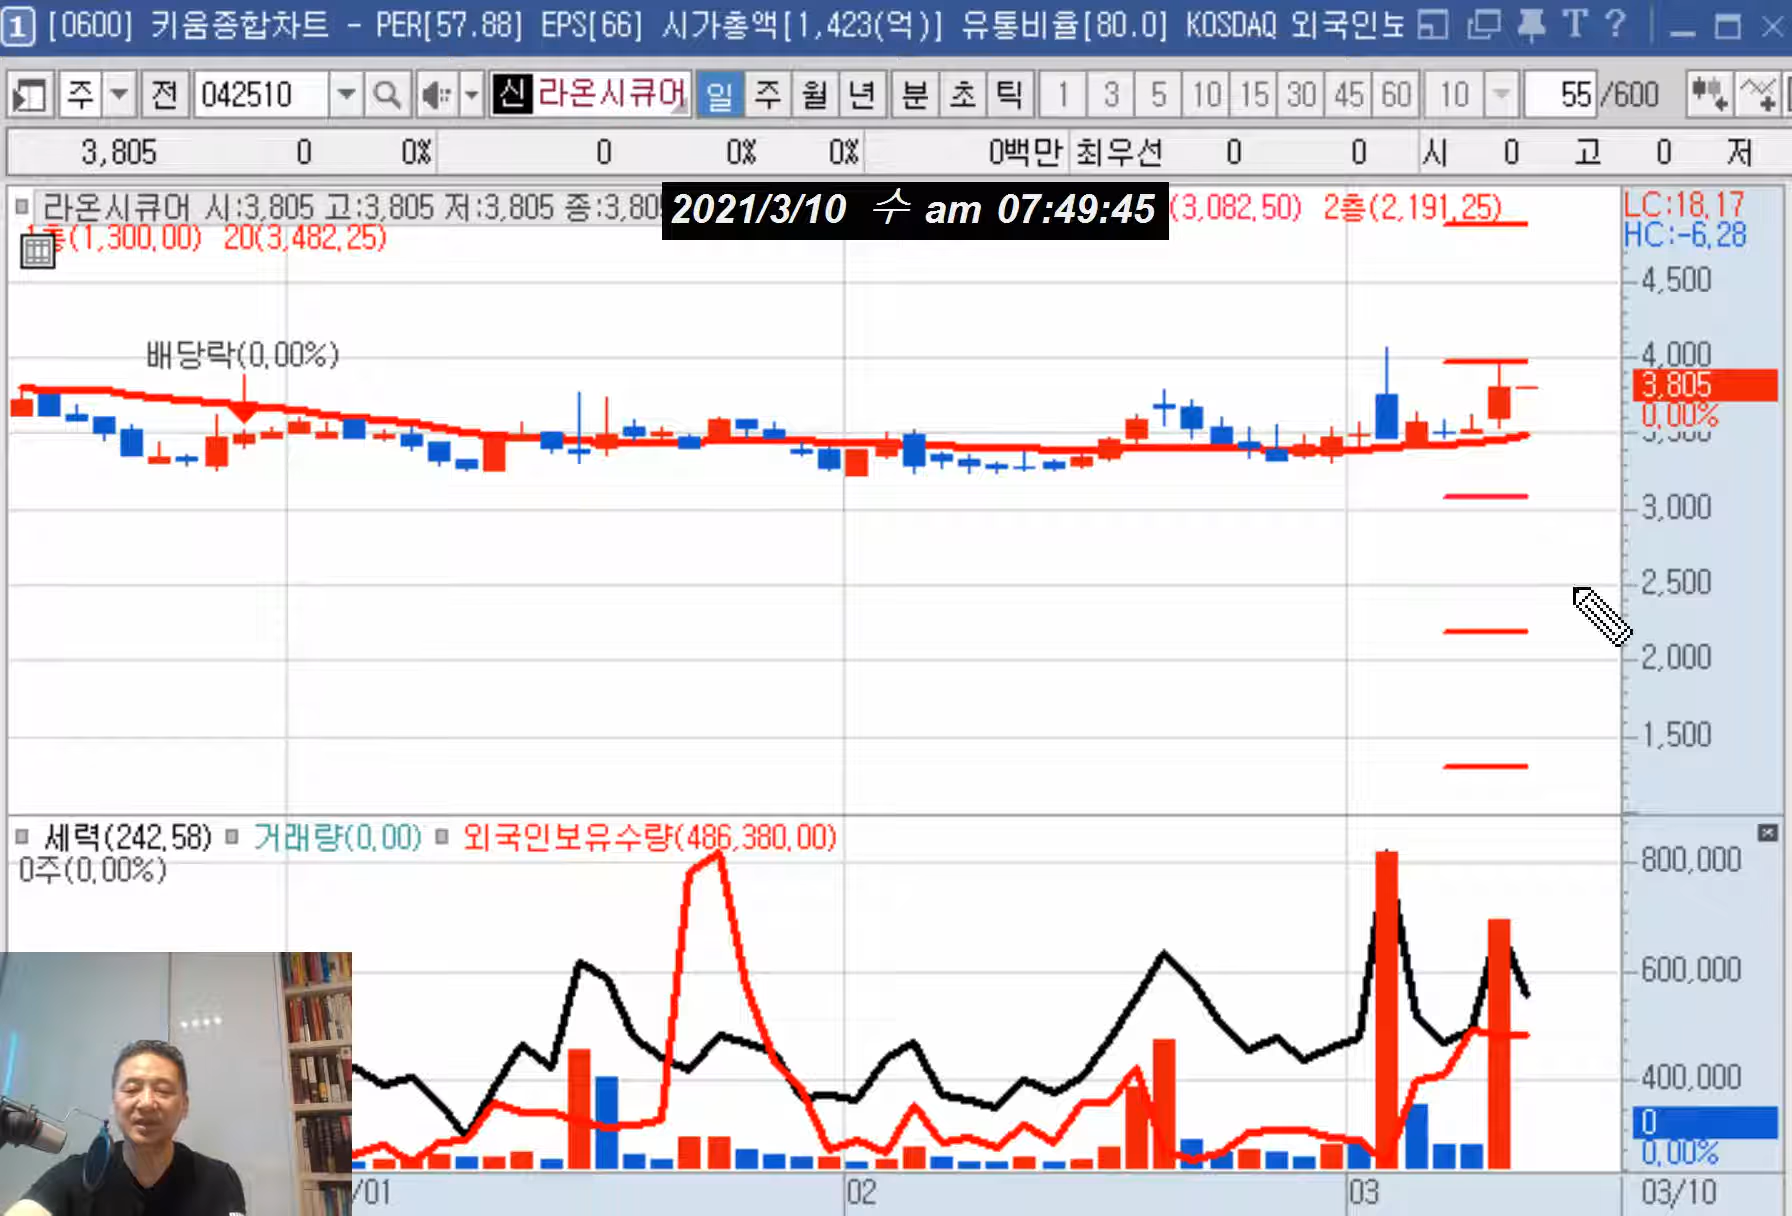 1 [0600] 키움종합차트 - PER[57.88] EPS[66] 시가총액[1,423(억)] 유통비율[80.0] KOSDAQ 외국인보 T ?
주 전 042510 신 라온시큐어 일 주 월 년 분 초 틱 1 3 5 10 15 30 45 60 10 55 /600
3,805 0 0% 0 0% 0% 0백만 최우선 0 0 시 0 고 0 저
라온시큐어 시:3,805 고:3,805 저:3,805 종:3,80 2021/3/10 수 am 07:49:45 (3,082,50) 2층(2,191,25) LC:18,17
(1,300,00) 20(3,482,25) HC:-6,28
4,500
배당락(0,00%) 4,000
3,805
0,00%
3,000
2,500
2,000
1,500
세력(242,58) 거래량(0,00) 외국인보유수량(486,380,00)
0주(0,00%)
800,000
600,000
400,000
0
0,00%
/01 02 03 03/10